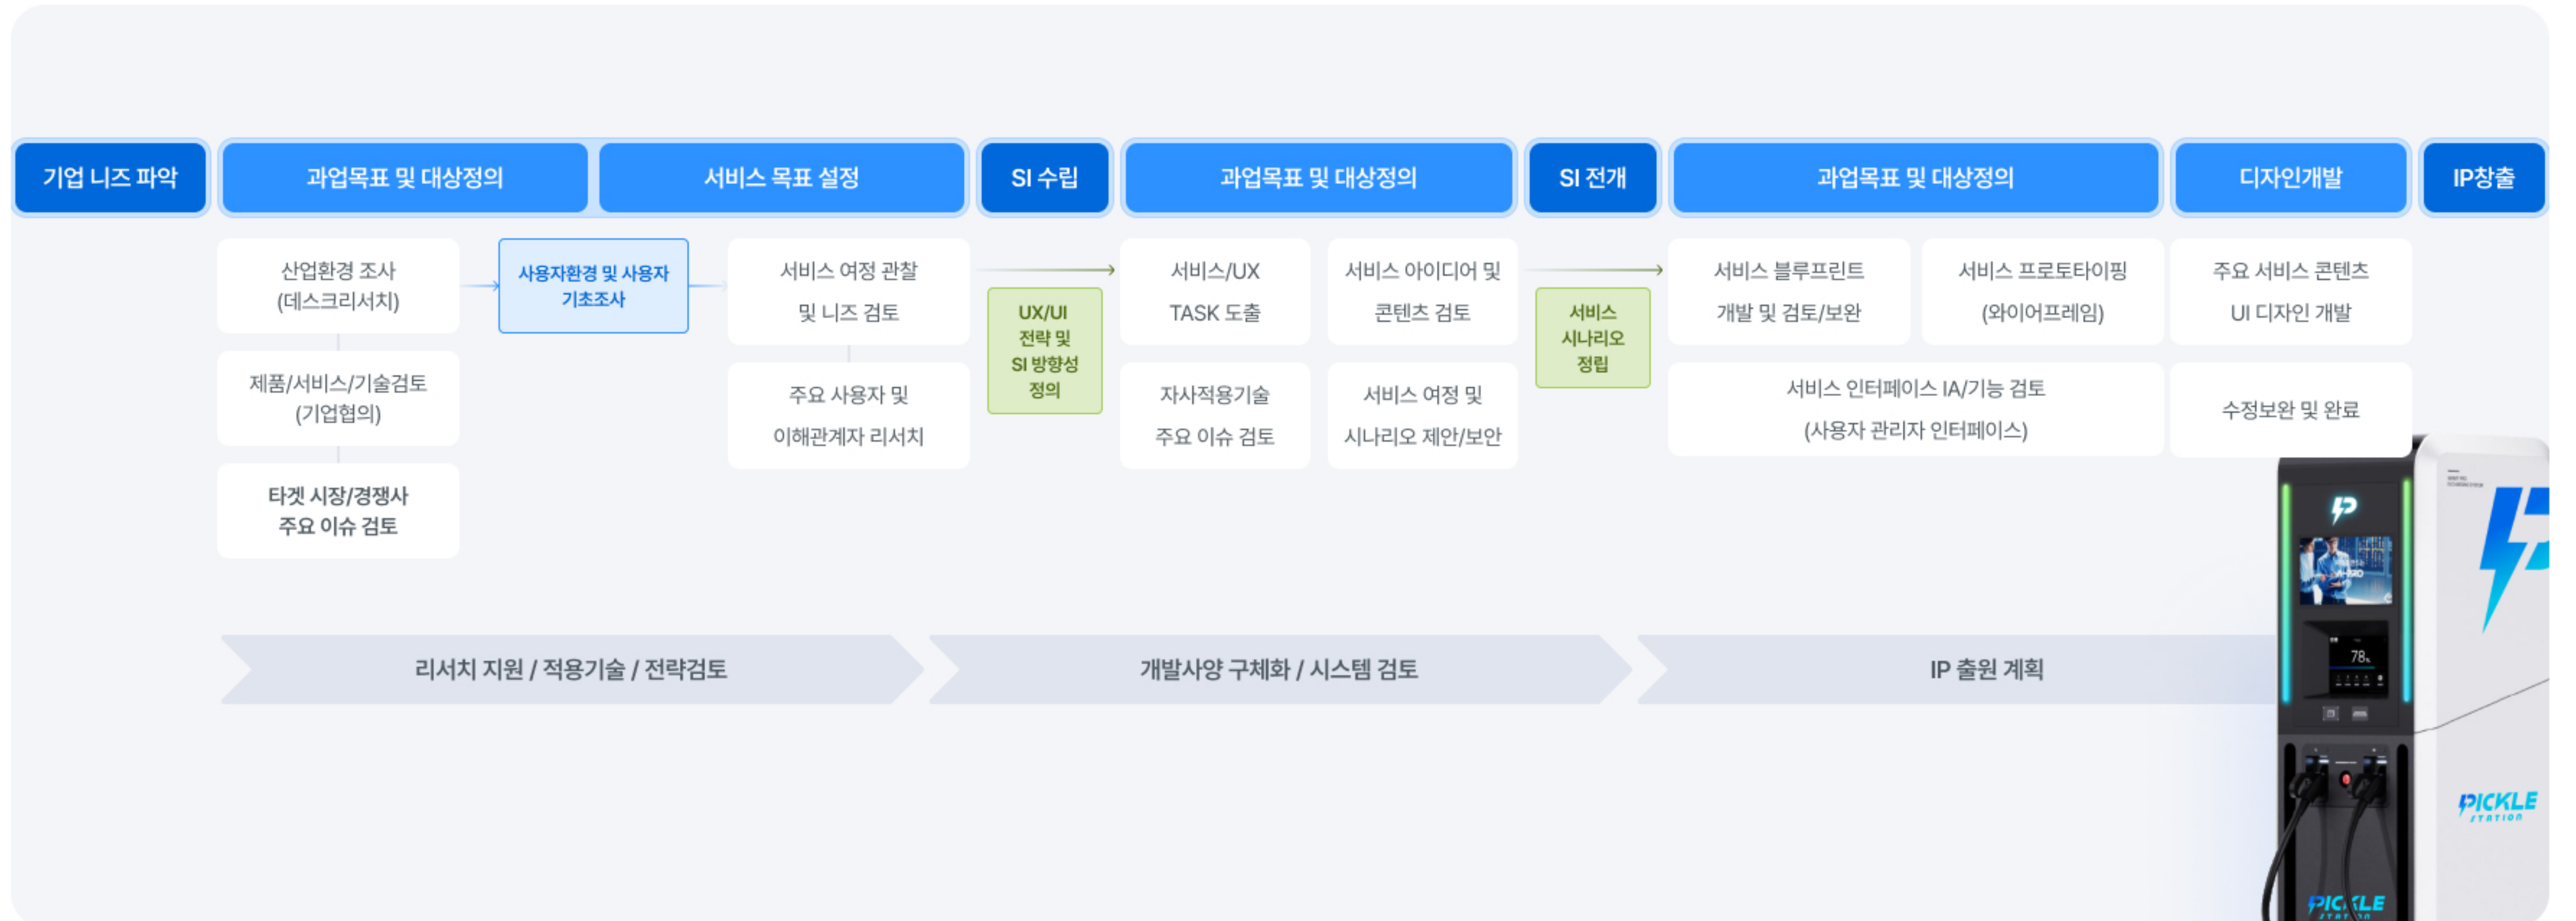 기업 니즈 파악
과업목표 및 대상정의
서비스 목표 설정
SI 수립
과업목표 및 대상정의
SI 전개
과업목표 및 대상정의
디자인개발
IP창출
산업환경 조사
(데스크리서치)
제품/서비스/기술검토
(기업협의)
타겟 시장/경쟁사
주요 이슈 검토
사용자환경 및 사용자
기초조사
서비스 여정 관찰
및 니즈 검토
주요 사용자 및
이해관계자 리서치
UX/UI
전략 및
SI 방향성
정의
서비스/UX
TASK 도출
서비스 아이디어 및
콘텐츠 검토
자사적용기술
주요 이슈 검토
서비스 여정 및
시나리오 제안/보안
서비스
시나리오
정립
서비스 블루프린트
개발 및 검토/보완
서비스 프로토타이핑
(와이어프레임)
서비스 인터페이스 IA/기능 검토
(사용자 관리자 인터페이스)
주요 서비스 콘텐츠
UI 디자인 개발
수정보완 및 완료
리서치 지원 / 적용기술 / 전략검토
개발사양 구체화 / 시스템 검토
IP 출원 계획
78%
PICKLE
STATION
PICKLE
STATION